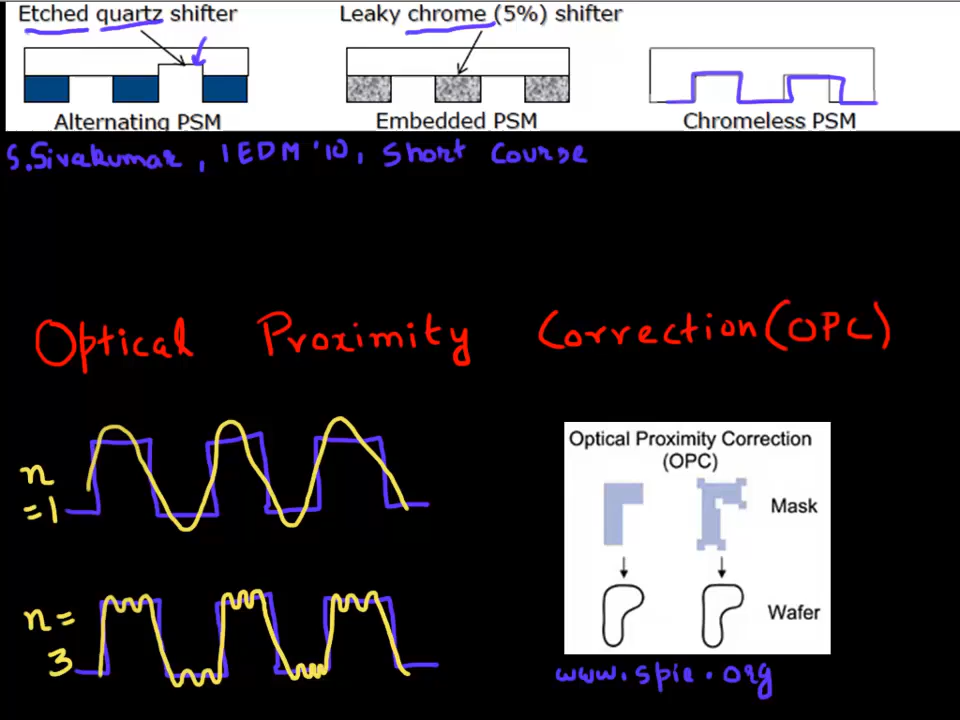 Etched quartz shifter
Leaky chrome (5%) shifter
Alternating PSM
Embedded PSM
Chromeless PSM
S.Sivakumar, IEDM '10, Short Course
Optical Proximity Correction(OPC)
n
=1
n=
3
Optical Proximity Correction
(OPC)
Mask
Wafer
www.spie.org